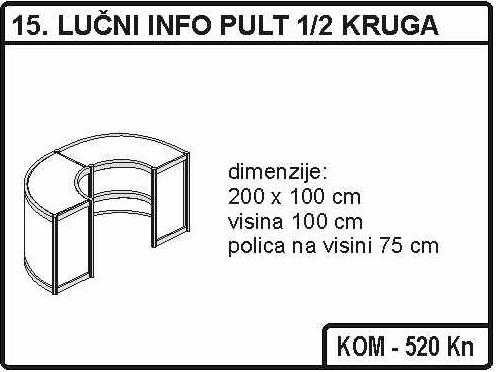 15. LUČNI INFO PULT 1/2 KRUGA
dimenzije:
200 x 100 cm
visina 100 cm
polica na visini 75 cm
KOM - 520 Kn